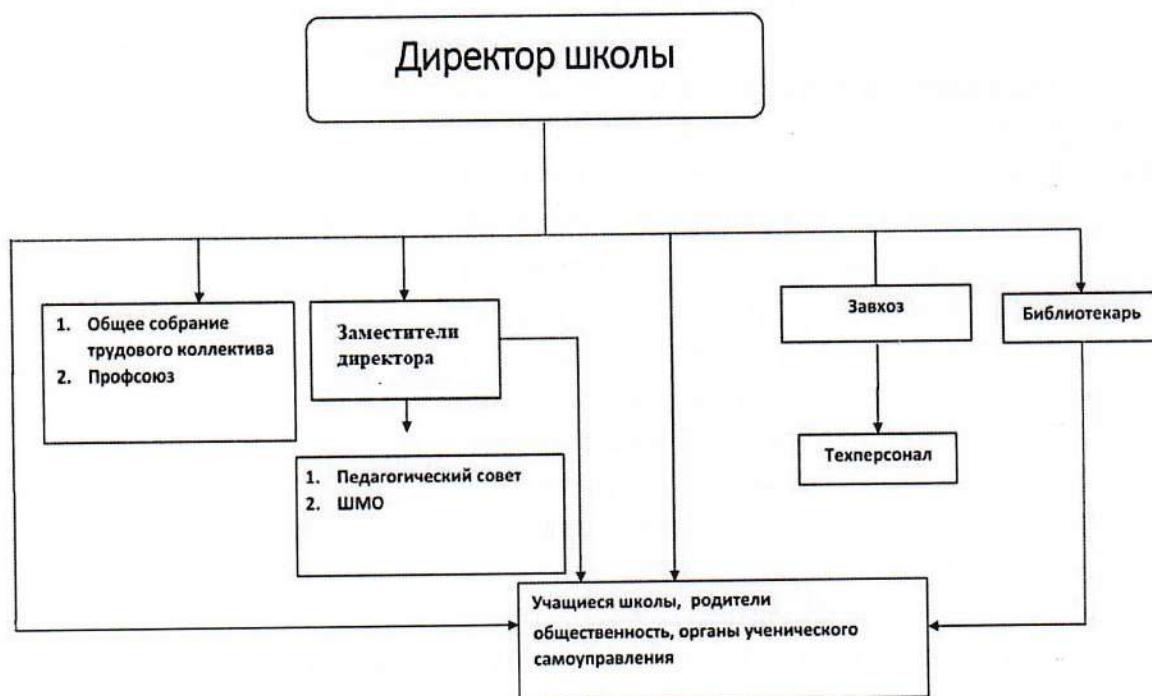 Директор школы
1. Общее собрание
трудового коллектива
2. Профсоюз
Заместители
директора
Завхоз
Библиотекарь
Техперсонал
1. Педагогический совет
2. ШМО
Учащиеся школы, родители
общественность, органы ученического
самоуправления